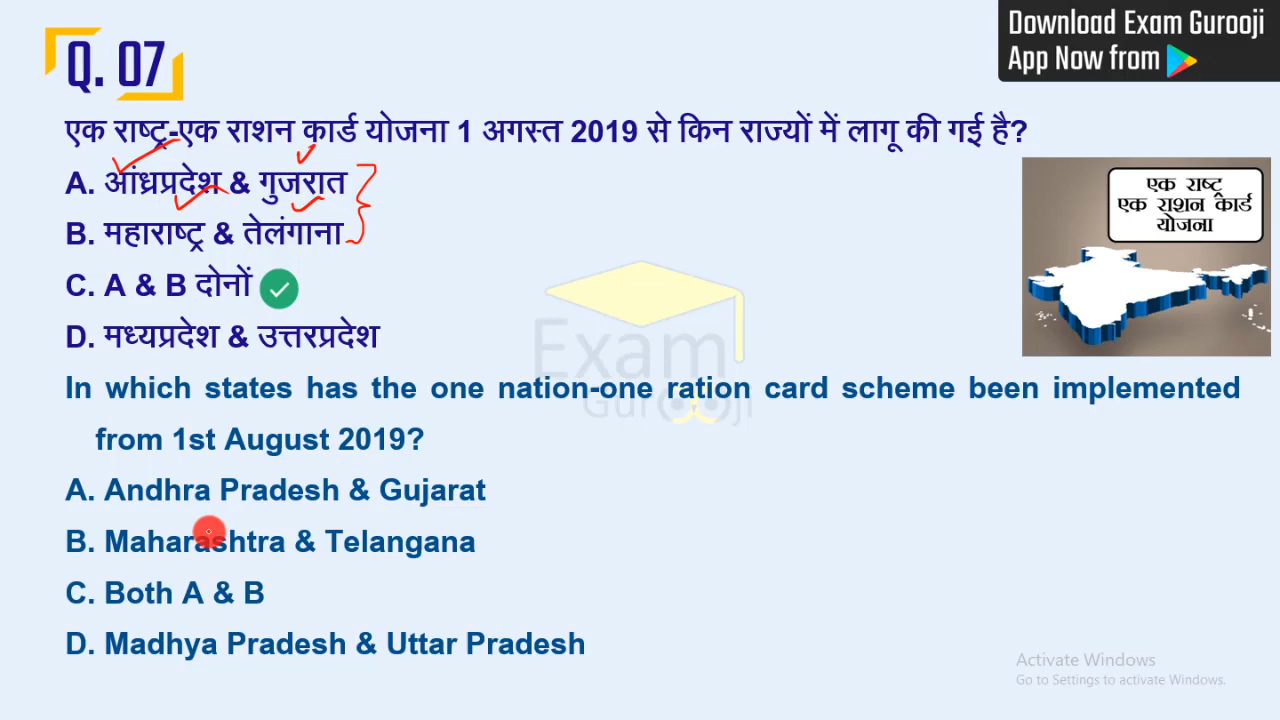 Download Exam Gurooji
App Now from
Q. 07
एक राष्ट्र-एक राशन कार्ड योजना 1 अगस्त 2019 से किन राज्यों में लागू की गई है?
A. आंध्रप्रदेश & गुजरात
B. महाराष्ट्र & तेलंगाना
C. A & B दोनों
D. मध्यप्रदेश & उत्तरप्रदेश
एक राष्ट्र
एक राशन कार्ड
योजना
Exam
Gurooji
In which states has the one nation-one ration card scheme been implemented
from 1st August 2019?
A. Andhra Pradesh & Gujarat
B. Maharashtra & Telangana
C. Both A & B
D. Madhya Pradesh & Uttar Pradesh
Activate Windows
Go to Settings to activate Windows.